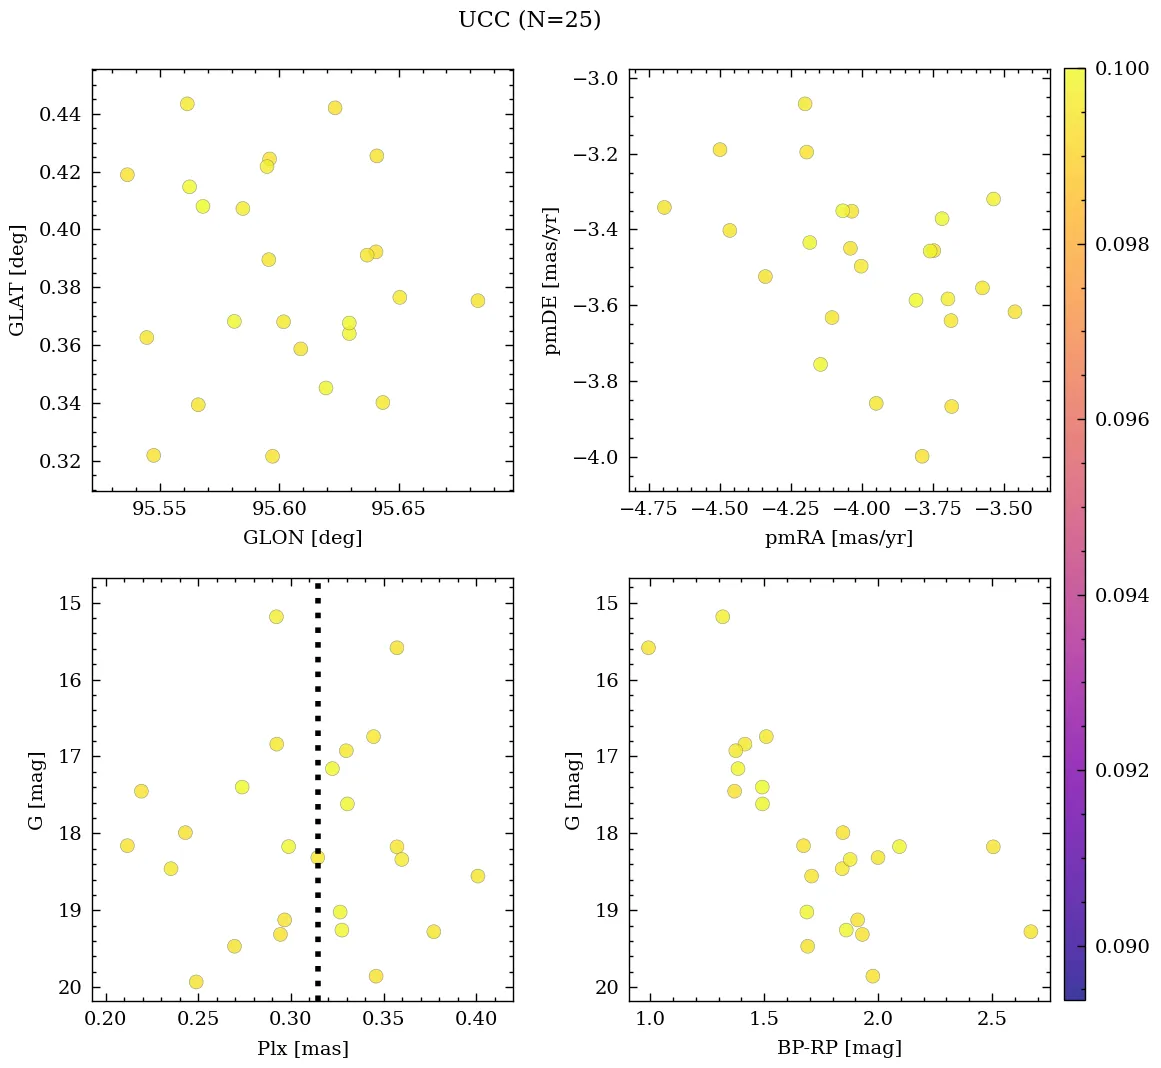 UCC (N=25)
0.44
0.42
0.40
0.38
0.36
0.34
0.32
GLAT [deg]
95.55 95.60 95.65
GLON [deg]
−3.0
−3.2
−3.4
−3.6
−3.8
−4.0
pmDE [mas/yr]
−4.75 −4.50 −4.25 −4.00 −3.75 −3.50
pmRA [mas/yr]
0.100
0.098
0.096
0.094
0.092
0.090
15
16
17
18
19
20
G [mag]
0.20 0.25 0.30 0.35 0.40
Plx [mas]
15
16
17
18
19
20
G [mag]
1.0 1.5 2.0 2.5
BP-RP [mag]